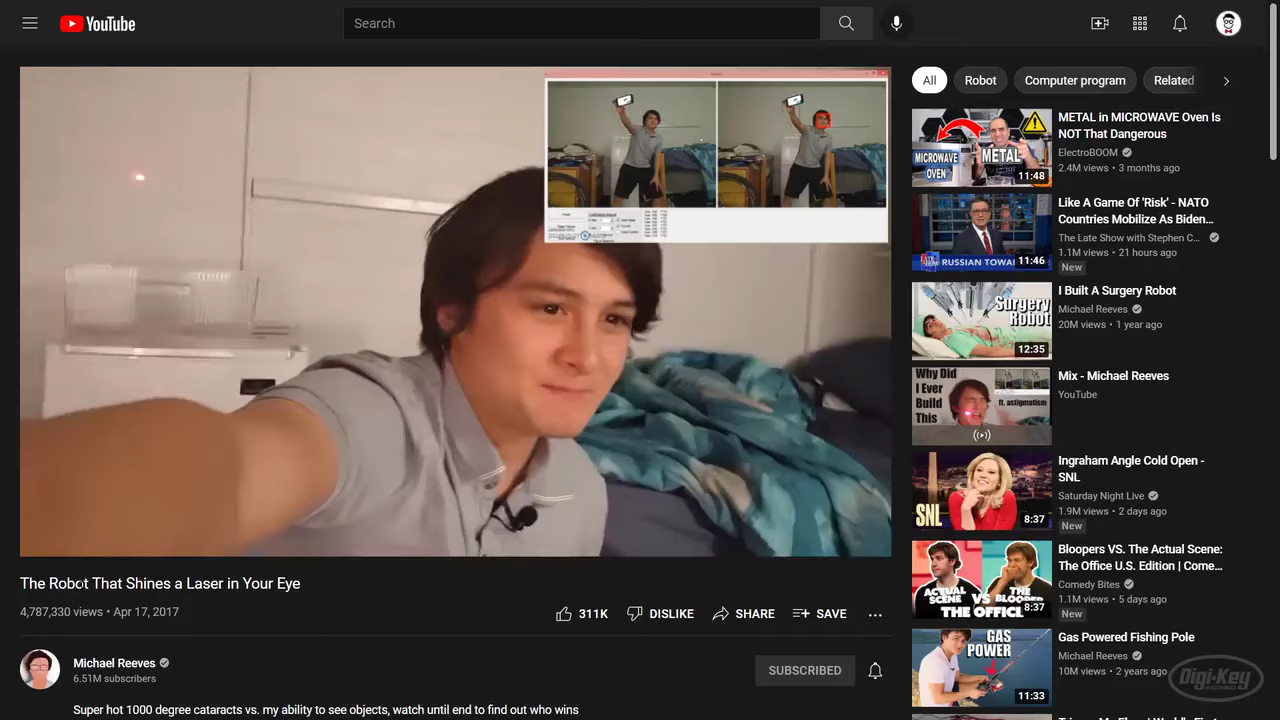 YouTube
Search
The Robot That Shines a Laser in Your Eye
4,787,330 views • Apr 17, 2017
311K
DISLIKE
SHARE
SAVE
Michael Reeves
6.51M subscribers
SUBSCRIBED
Super hot 1000 degree cataracts vs. my ability to see objects, watch until end to find out who wins
All
Robot
Computer program
Related
MICROWAVE
OVEN
METAL
11:48
METAL in MICROWAVE Oven Is
NOT That Dangerous
ElectroBOOM
2.4M views • 3 months ago
RUSSIAN TOWA
11:46
Like A Game Of 'Risk' - NATO
Countries Mobilize As Biden...
The Late Show with Stephen C...
1.1M views • 21 hours ago
New
Surgery
Robot
12:35
I Built A Surgery Robot
Michael Reeves
20M views • 1 year ago
Why Did
I Ever
Build
This
ft. astigmatism
Mix - Michael Reeves
YouTube
SNL
8:37
Ingraham Angle Cold Open -
SNL
Saturday Night Live
1.9M views • 2 days ago
New
ACTUAL
SCENE
VS
THE
BLOOPER
THE OFFICE
8:37
Bloopers VS. The Actual Scene:
The Office U.S. Edition | Come...
Comedy Bites
1.1M views • 5 days ago
New
GAS
POWER
11:33
Gas Powered Fishing Pole
Michael Reeves
10M views • 2 years ago
Digi-Key
ELECTRONICS